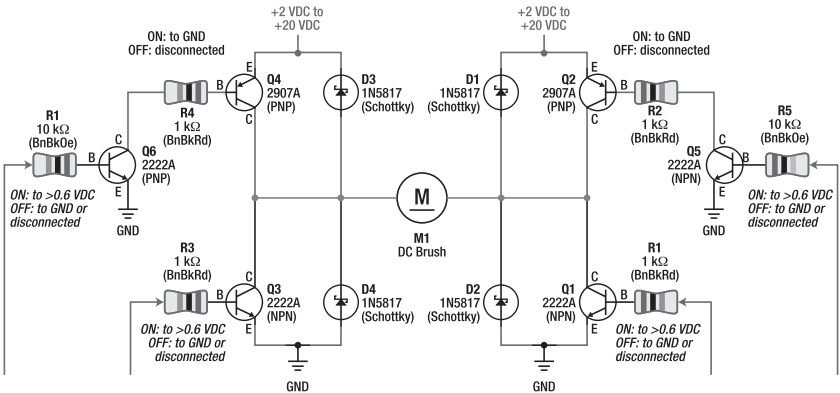 +2 VDC to
+20 VDC
+2 VDC to
+20 VDC
ON: to GND
OFF: disconnected
ON: to GND
OFF: disconnected
E
Q4
2907A
(PNP)
B
C
D3
1N5817
(Schottky)
D1
1N5817
(Schottky)
E
Q2
2907A
(PNP)
B
C
R4
1 kΩ
(BnBkRd)
R2
1 kΩ
(BnBkRd)
R1
10 kΩ
(BnBkOe)
C
Q6
2222A
(PNP)
B
E
GND
ON: to >0.6 VDC
OFF: to GND or
disconnected
R5
10 kΩ
(BnBkOe)
C
Q5
2222A
(NPN)
B
E
GND
ON: to >0.6 VDC
OFF: to GND or
disconnected
M
M1
DC Brush
R3
1 kΩ
(BnBkRd)
C
Q3
2222A
(NPN)
B
E
D4
1N5817
(Schottky)
D2
1N5817
(Schottky)
C
Q1
2222A
(NPN)
B
E
R1
1 kΩ
(BnBkRd)
ON: to >0.6 VDC
OFF: to GND or
disconnected
ON: to >0.6 VDC
OFF: to GND or
disconnected
GND
GND